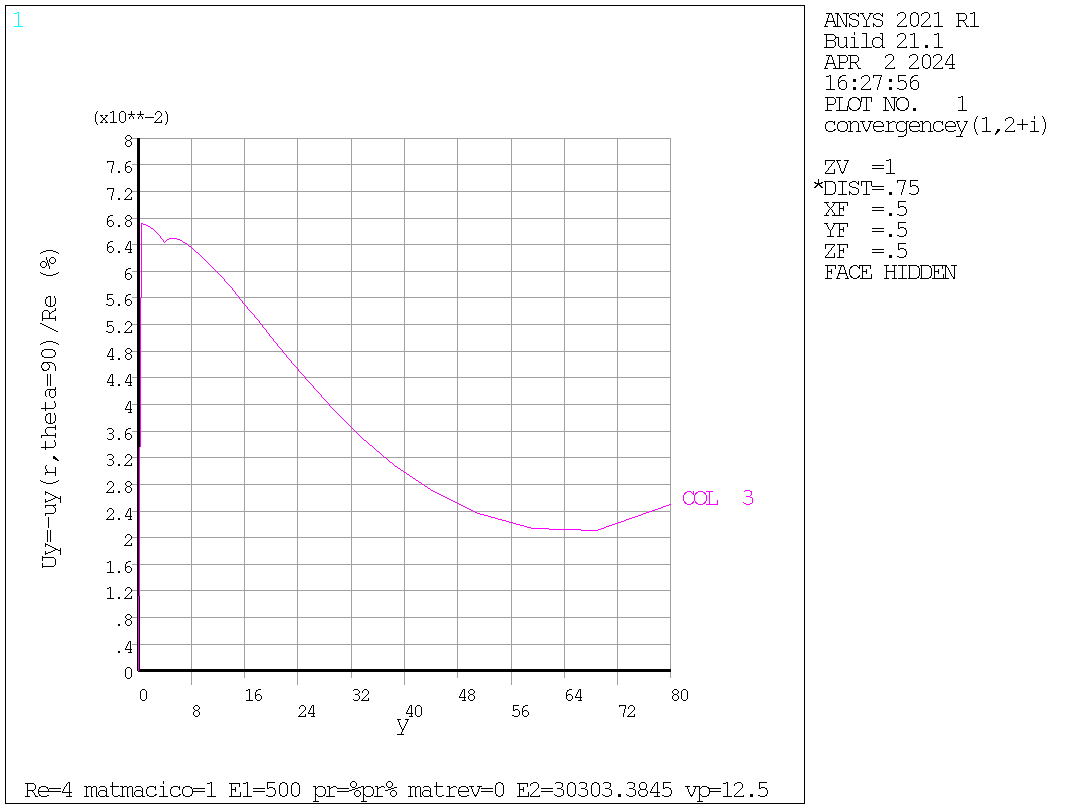 1
ANSYS 2021 R1
Build 21.1
APR  2 2024
16:27:56
PLOT NO.   1
convergencey(1,2+i)
ZV  =1
*DIST=.75
XF  =.5
YF  =.5
ZF  =.5
FACE HIDDEN
(x10**-2)
8
7.6
7.2
6.8
6.4
6
5.6
5.2
4.8
4.4
4
3.6
3.2
2.8
2.4
2
1.6
1.2
.8
.4
0
Uy=-uy(r,theta=90)/Re (%)
COL  3
0
8
16
24
32
40
48
56
64
72
80
y
Re=4 matmacico=1 E1=500 pr=%pr% matrev=0 E2=30303.3845 vp=12.5